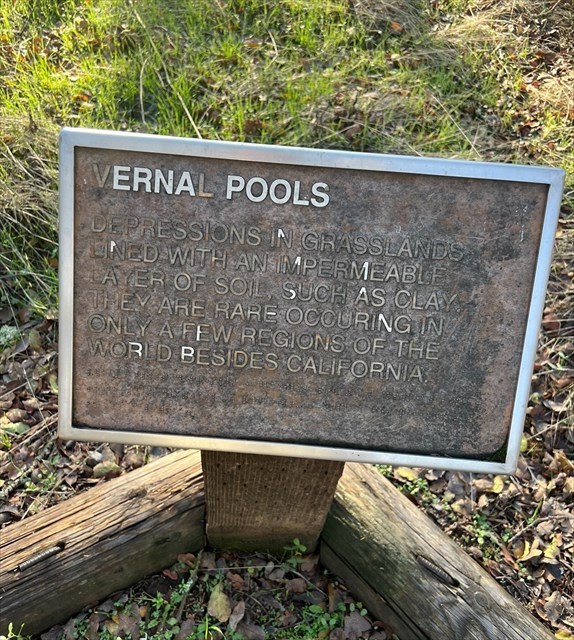 VERNAL POOLS
DEPRESSIONS IN GRASSLANDS
LINED WITH AN IMPERMEABLE
LAYER OF SOIL, SUCH AS CLAY.
THEY ARE RARE OCCURING IN
ONLY A FEW REGIONS OF THE
WORLD BESIDES CALIFORNIA.